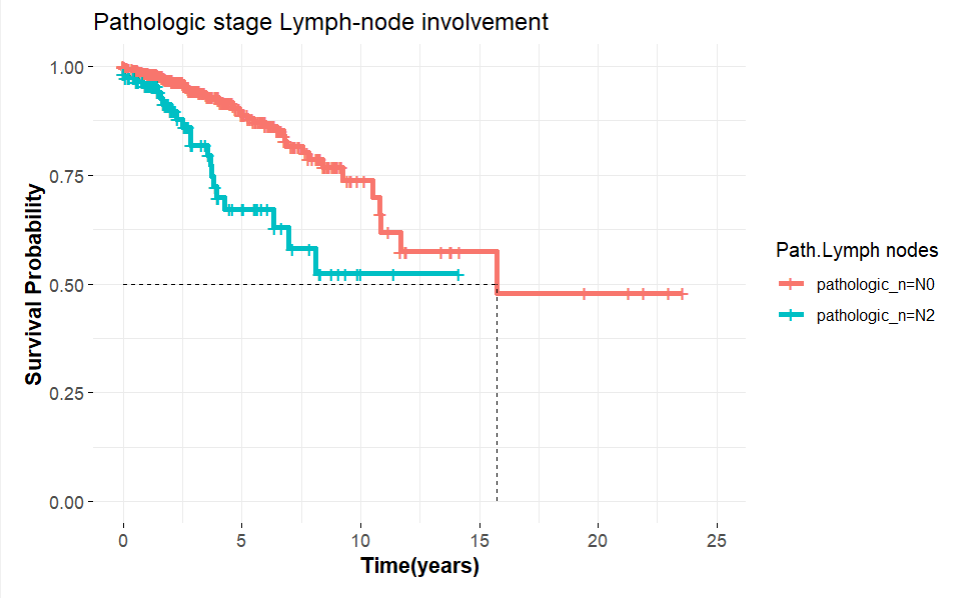 Pathologic stage Lymph-node involvement
Survival Probability
1.00
0.75
0.50
0.25
0.00
0 5 10 15 20 25
Time(years)
Path.Lymph nodes
pathologic_n=N0
pathologic_n=N2